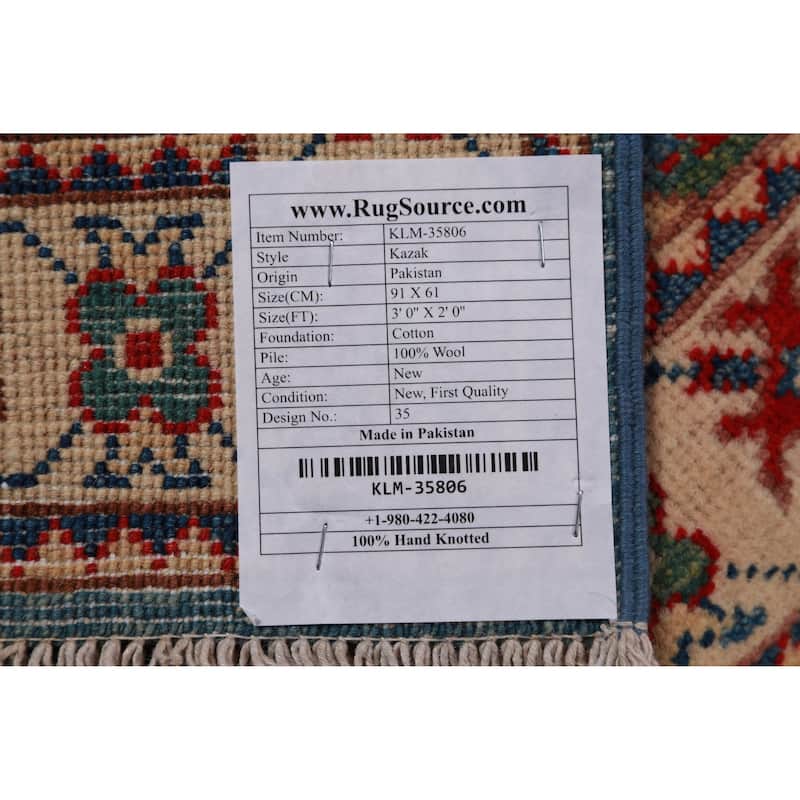 www.RugSource.com
Item Number: KLM-35806
Style Kazak
Origin Pakistan
Size(CM): 91 X 61
Size(FT): 3' 0" X 2' 0"
Foundation: Cotton
Pile: 100% Wool
Age: New
Condition: New, First Quality
Design No.: 35
Made in Pakistan
KLM-35806
+1-980-422-4080
100% Hand Knotted